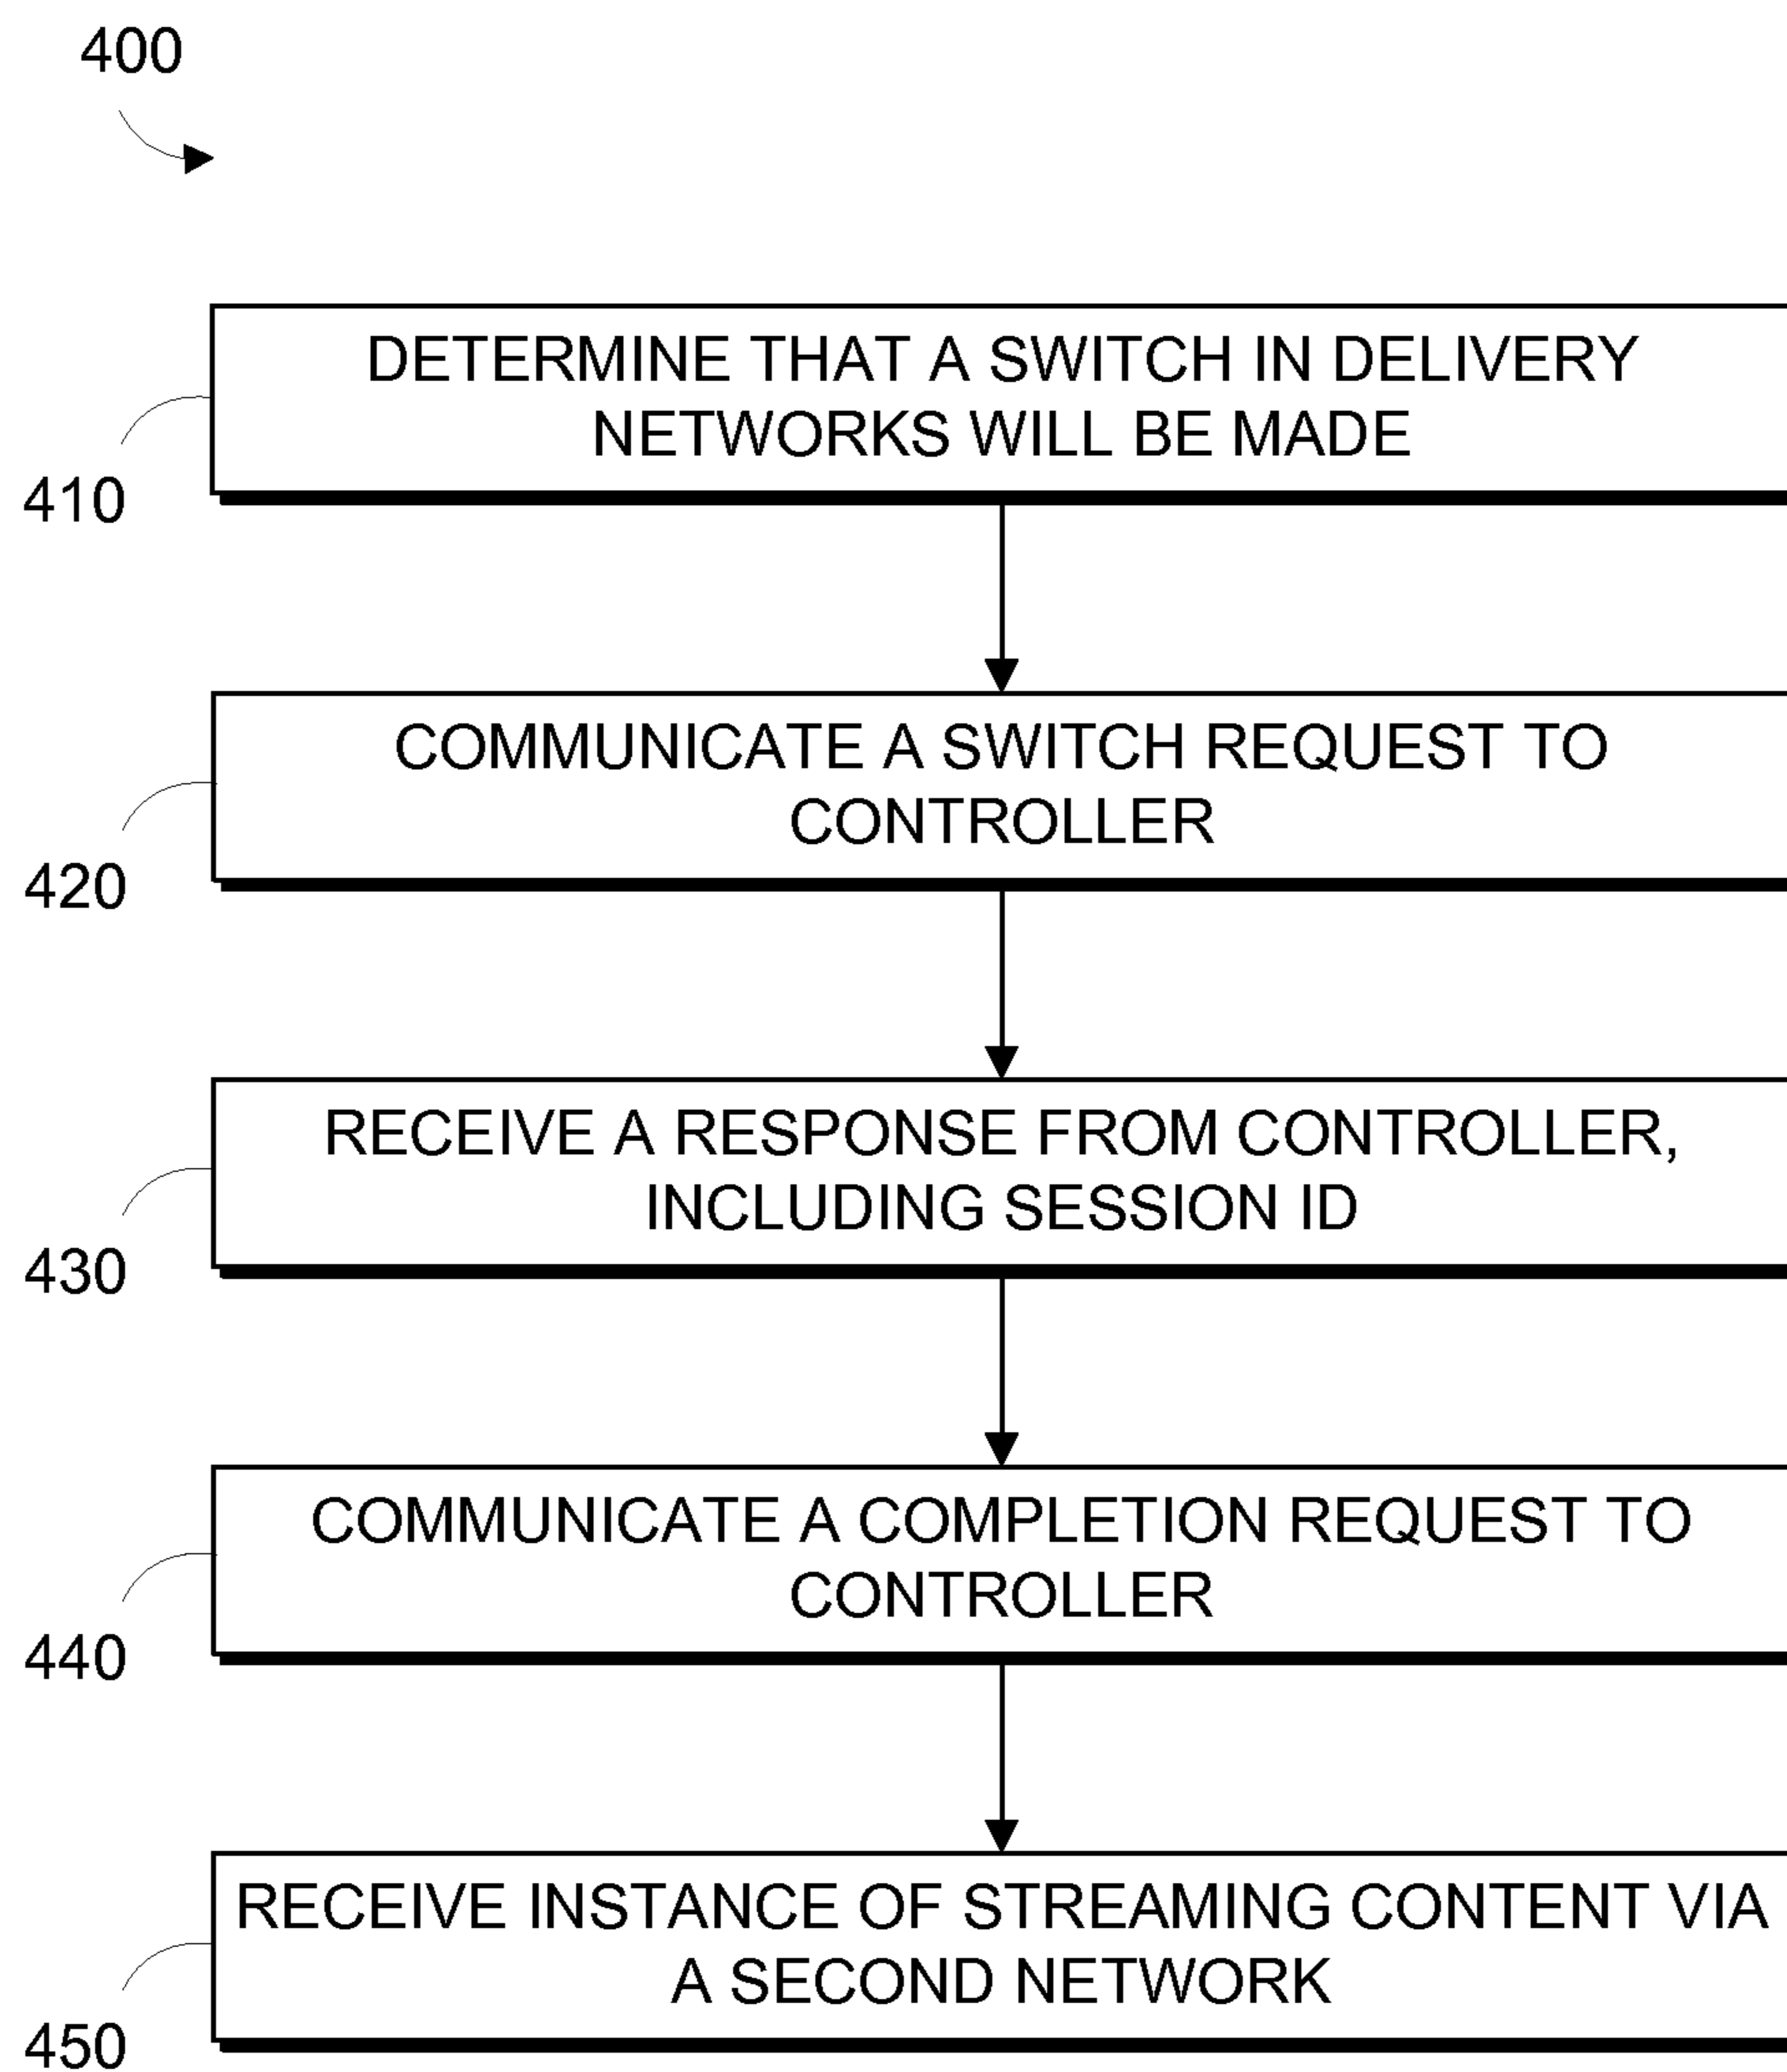 400
DETERMINE THAT A SWITCH IN DELIVERY
NETWORKS WILL BE MADE
410
COMMUNICATE A SWITCH REQUEST TO
CONTROLLER
420
RECEIVE A RESPONSE FROM CONTROLLER,
INCLUDING SESSION ID
430
COMMUNICATE A COMPLETION REQUEST TO
CONTROLLER
440
RECEIVE INSTANCE OF STREAMING CONTENT VIA
A SECOND NETWORK
450